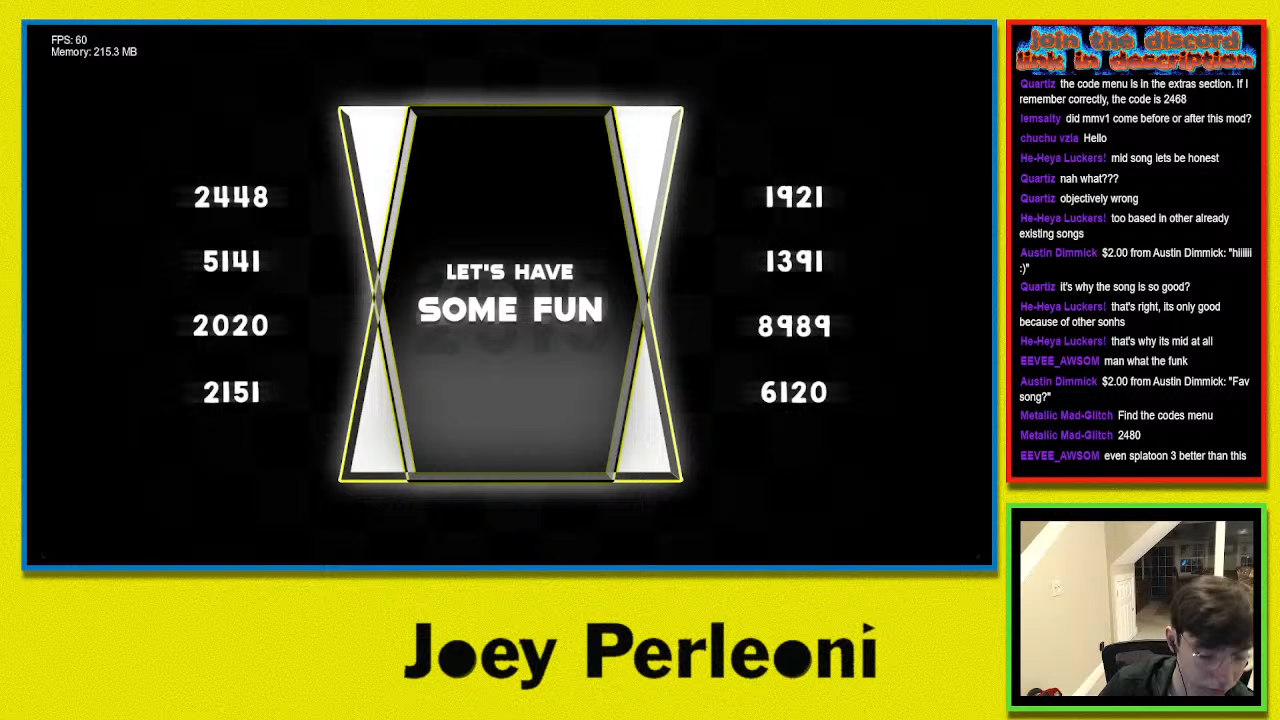 FPS: 60
Memory: 215.3 MB
2448
5141
2020
2151
LET'S HAVE
SOME FUN
1921
1391
8989
6120
join the discord
link in description
Quartiz the code menu is in the extras section. If I
remember correctly, the code is 2468
lemsalty did mmv1 come before or after this mod?
chuchu vzla Hello
He-Heya Luckers! mid song lets be honest
Quartiz nah what???
Quartiz objectively wrong
He-Heya Luckers! too based in other already
existing songs
Austin Dimmick $2.00 from Austin Dimmick: "hiiiiii
:)"
Quartiz it's why the song is so good?
He-Heya Luckers! that's right, its only good
because of other sonhs
He-Heya Luckers! that's why its mid at all
EEVEE_AWSOM man what the funk
Austin Dimmick $2.00 from Austin Dimmick: "Fav
song?"
Metallic Mad-Glitch Find the codes menu
Metallic Mad-Glitch 2480
EEVEE_AWSOM even splatoon 3 better than this
Joey Perleoni